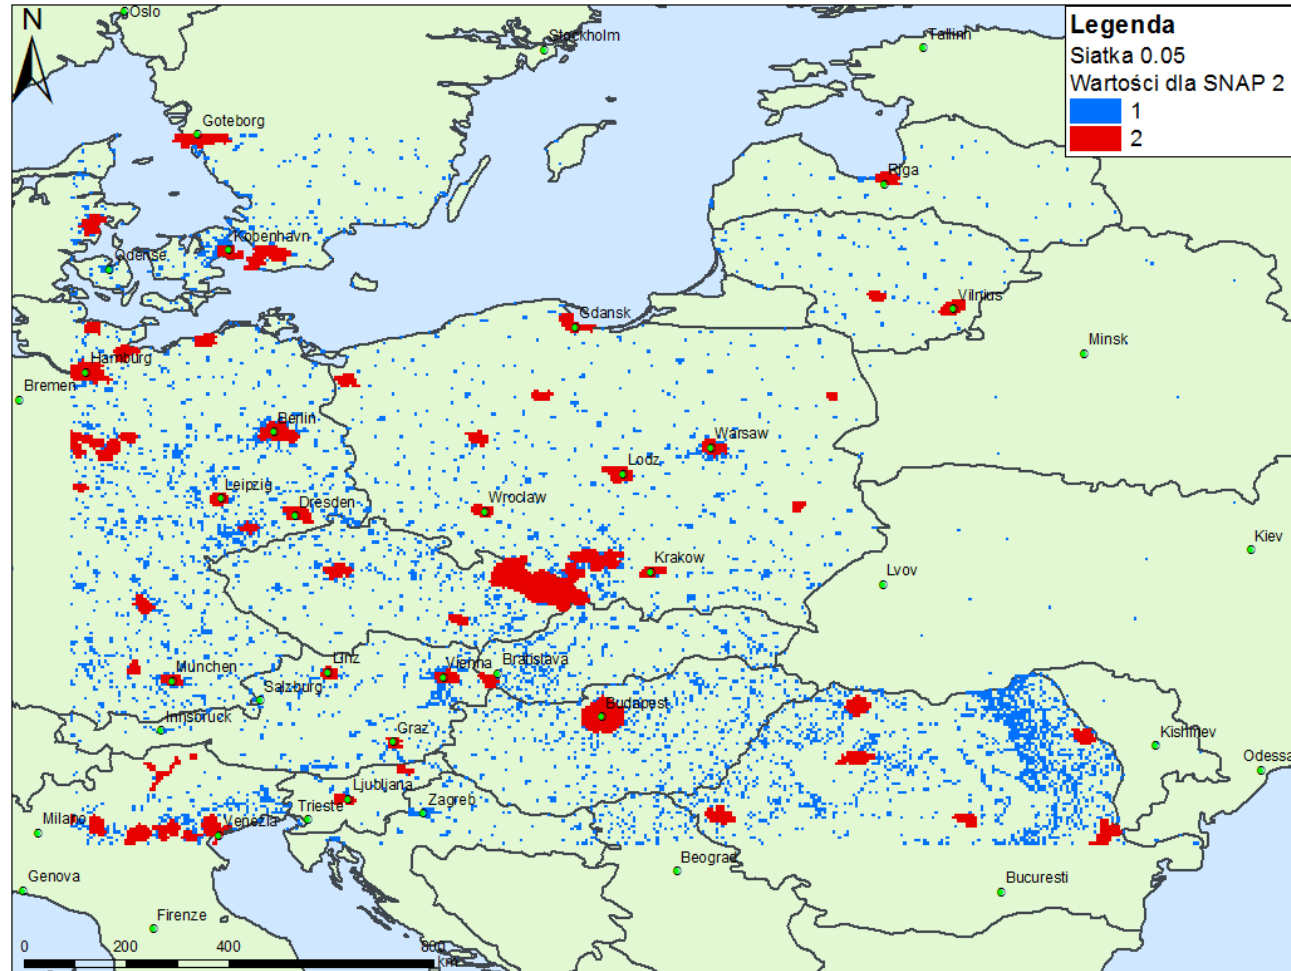 Oslo
N
Stockholm
Tallinn
Legenda
Siatka 0.05
Wartości dla SNAP 2
1
2
Goteborg
Riga
Kobenhavn
Odense
Gdansk
Vilnius
Minsk
Hamburg
Bremen
Berlin
Warsaw
Lodz
Leipzig
Dresden
Wroclaw
Kiev
Krakow
Lvov
Munchen
Linz
Vienna
Bratislava
Salzburg
Innsbruck
Budapest
Graz
Kishinev
Odessa
Ljubljana
Trieste
Zagreb
Milano
Venezia
Beograd
Genova
Bucuresti
Firenze
0 200 400 800
km